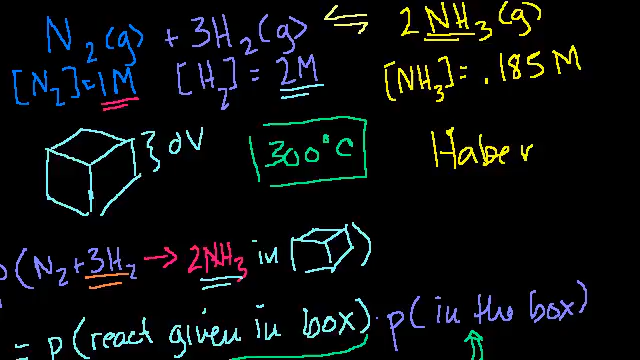 N₂(g) + 3H₂(g) ⇌ 2NH₃(g)
[N₂]=1M [H₂]=2M [NH₃]=.185M
dV 300°C Haber
p(N₂+3H₂ → 2NH₃ in )
= p(react given in box) · p(in the box)